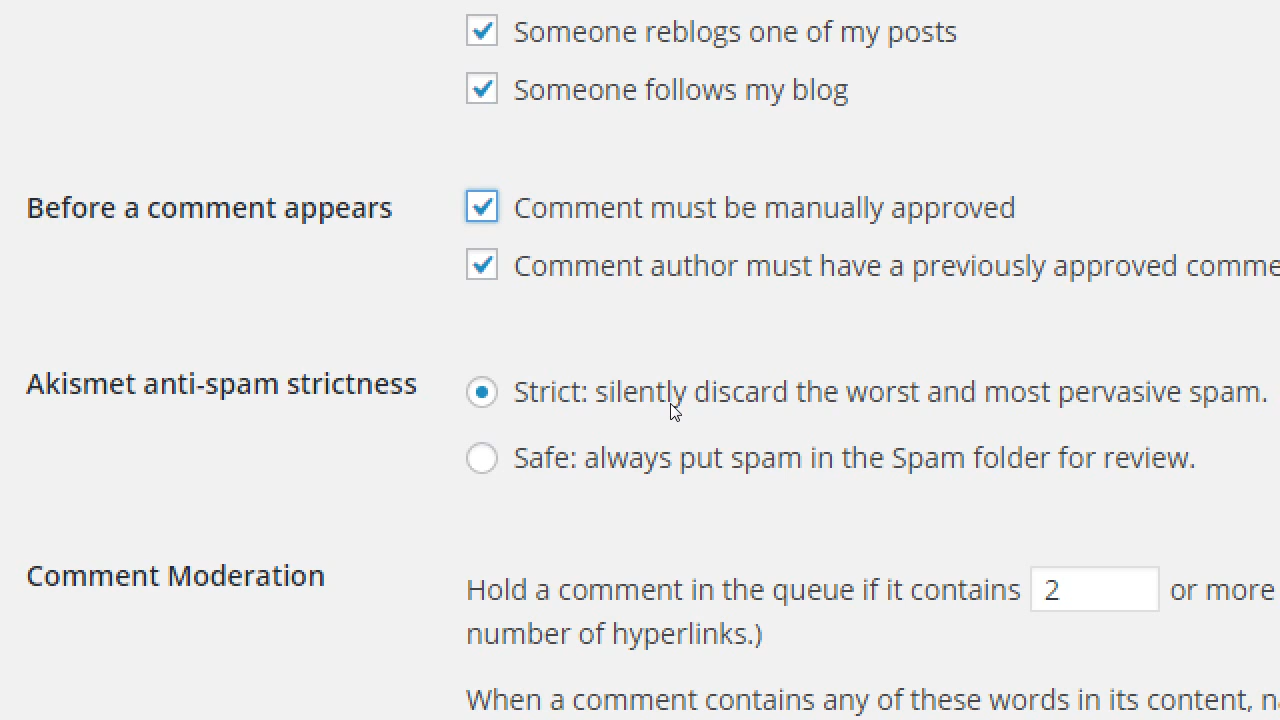 Someone reblogs one of my posts
Someone follows my blog
Before a comment appears
Comment must be manually approved
Comment author must have a previously approved
Akismet anti-spam strictness
Strict: silently discard the worst and most pervasive spam.
Safe: always put spam in the Spam folder for review.
Comment Moderation
Hold a comment in the queue if it contains 2 or more
number of hyperlinks.)
When a comment contains any of these words in its content,